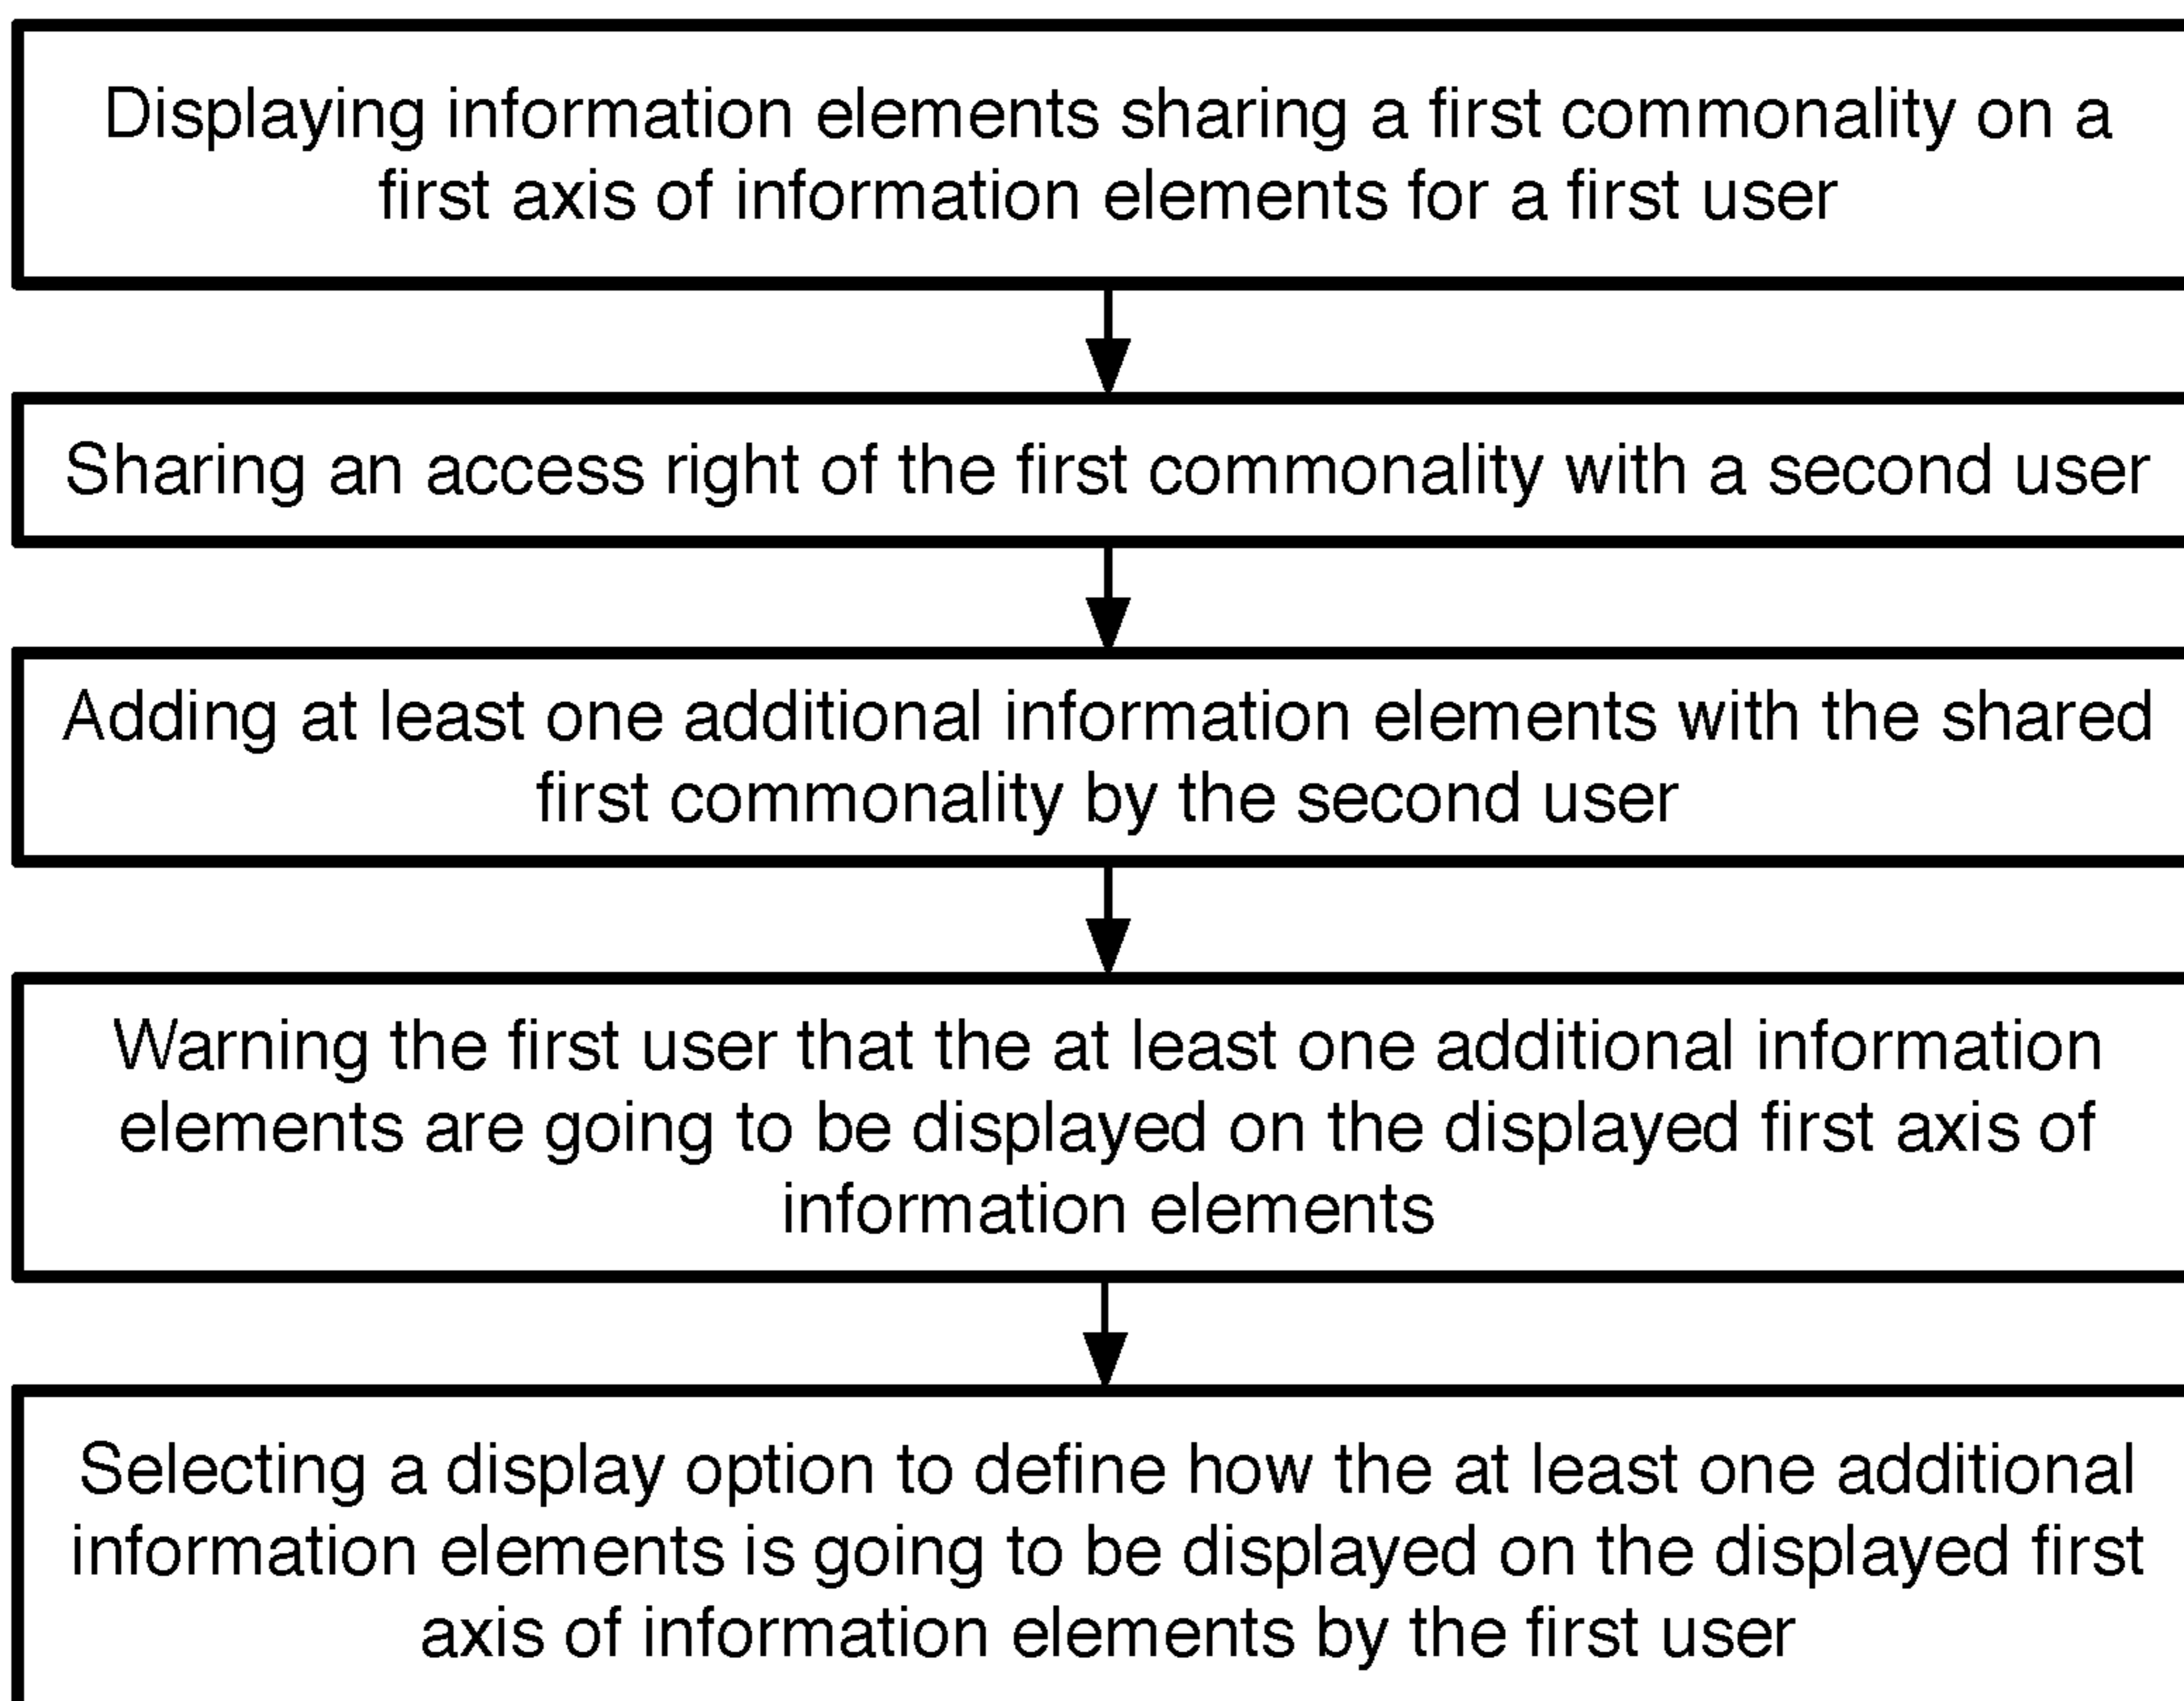 Displaying information elements sharing a first commonality on a
first axis of information elements for a first user
Sharing an access right of the first commonality with a second user
Adding at least one additional information elements with the shared
first commonality by the second user
Warning the first user that the at least one additional information
elements are going to be displayed on the displayed first axis of
information elements
Selecting a display option to define how the at least one additional
information elements is going to be displayed on the displayed first
axis of information elements by the first user